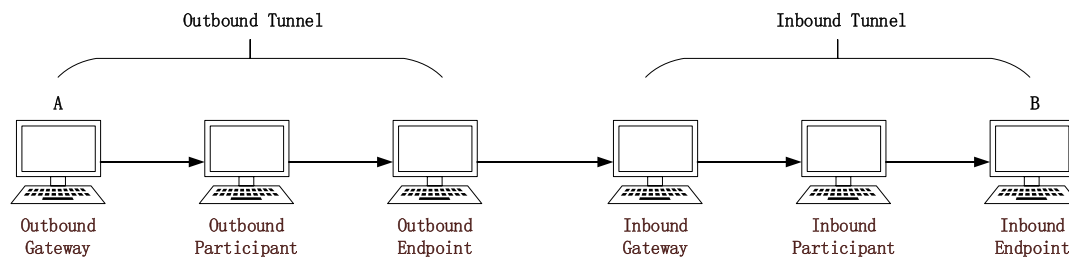 Outbound Tunnel
Inbound Tunnel
A
B
Outbound
Gateway
Outbound
Participant
Outbound
Endpoint
Inbound
Gateway
Inbound
Participant
Inbound
Endpoint